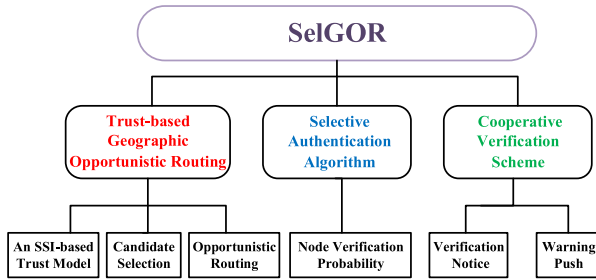 SelGOR
Trust-based
Geographic
Opportunistic Routing
Selective
Authentication
Algorithm
Cooperative
Verification
Scheme
An SSI-based
Trust Model
Candidate
Selection
Opportunistic
Routing
Node Verification
Probability
Verification
Notice
Warning
Push